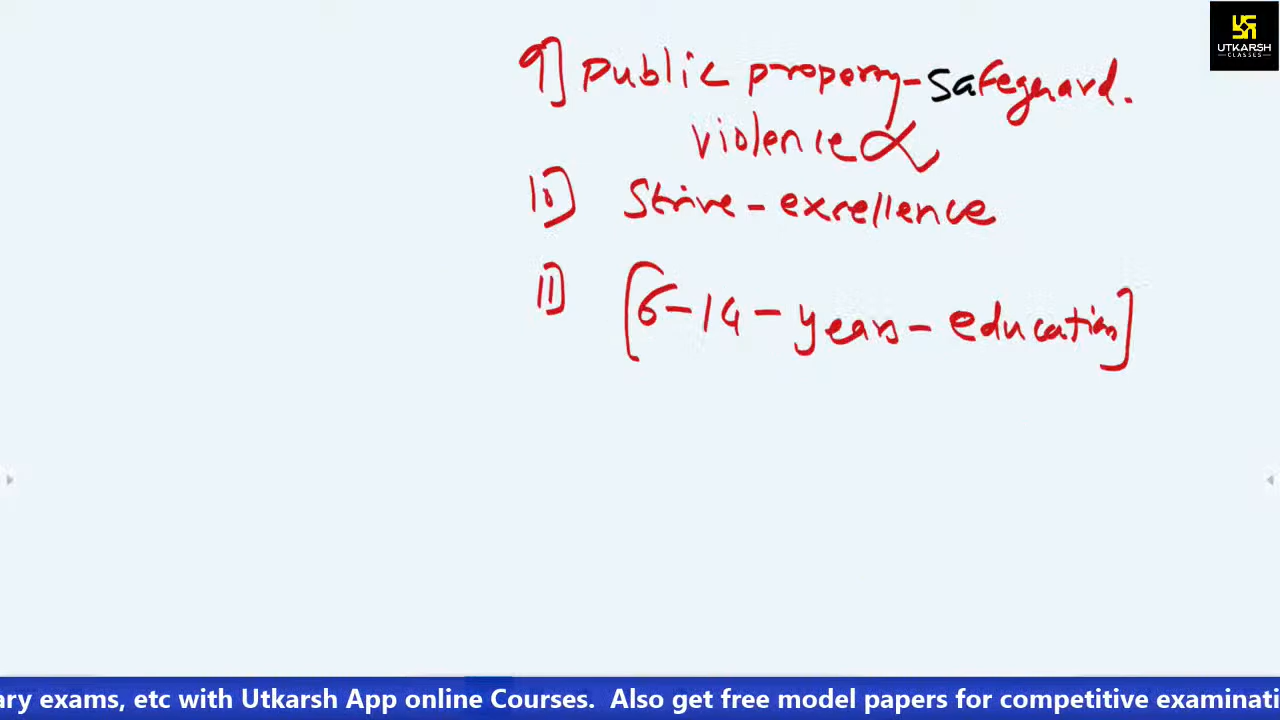 UTKARSH
CLASSES
9] Public property - Safeguard.
violence X
10] Strive - excellence
11] [6-14 - years - education]
ary exams, etc with Utkarsh App online Courses. Also get free model papers for competitive examinati